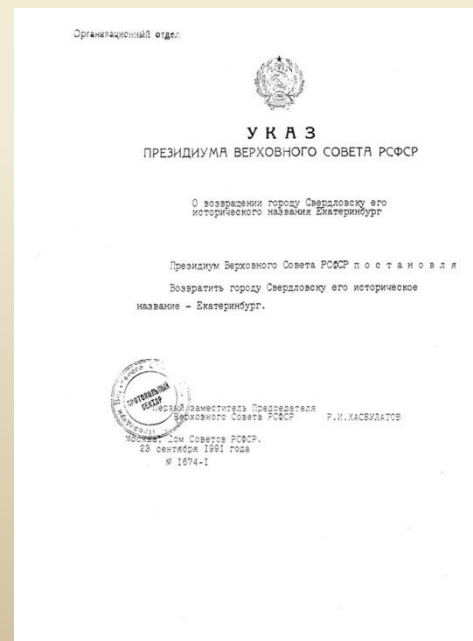 Организационный отдел
УКАЗ
ПРЕЗИДИУМА ВЕРХОВНОГО СОВЕТА РСФСР
О возвращении городу Свердловску его
исторического названия Екатеринбург
Президиум Верховного Совета РСФСР п о с т а н о в л я
Возвратить городу Свердловску его историческое
название – Екатеринбург.
ПРОТОКОЛЬНЫЙ
СЕКТОР
Первый заместитель Председателя
Верховного Совета РСФСР Р.И.ХАСБУЛАТОВ
Москва, Дом Советов РСФСР.
23 сентября 1991 года
№ 1674-I